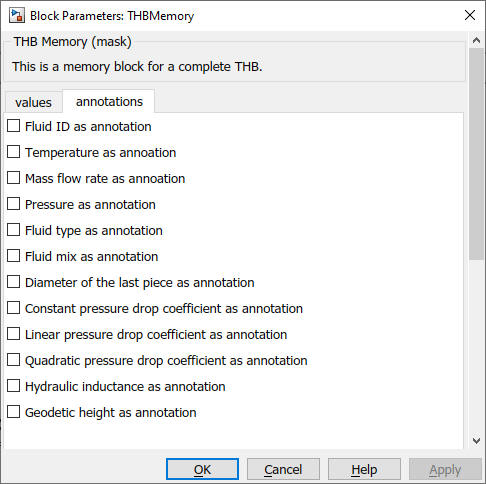 Block Parameters: THBMemory
THB Memory (mask)
This is a memory block for a complete THB.
values annotations
Fluid ID as annotation
Temperature as annoation
Mass flow rate as annoation
Pressure as annotation
Fluid type as annotation
Fluid mix as annotation
Diameter of the last piece as annotation
Constant pressure drop coefficient as annotation
Linear pressure drop coefficient as annotation
Quadratic pressure drop coefficient as annotation
Hydraulic inductance as annotation
Geodetic height as annotation
OK Cancel Help Apply